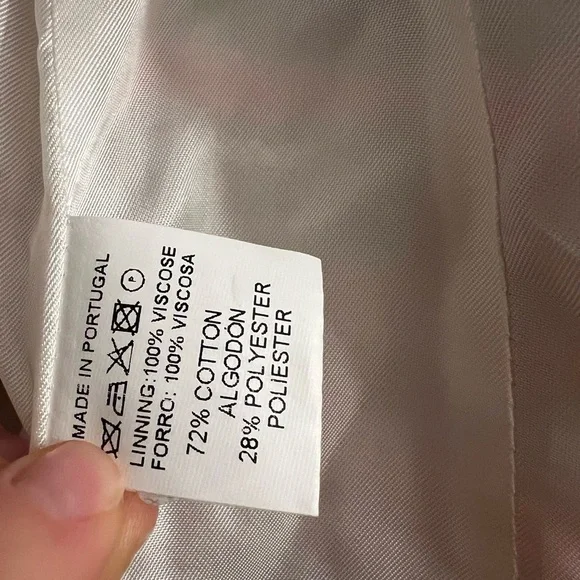 72% COTTON
ALGODÓN
28% POLYESTER
POLIESTER
LINNING:100% VISCOSE
FORRO: 100% VISCOSA
P
MADE IN PORTUGAL